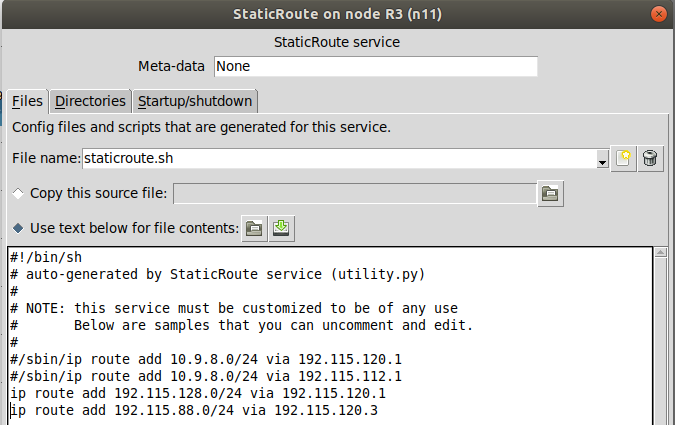 StaticRoute on node R3 (n11)
StaticRoute service
Meta-data None
Files Directories Startup/shutdown
Config files and scripts that are generated for this service.
File name: staticroute.sh
Copy this source file:
Use text below for file contents:
#!/bin/sh
# auto-generated by StaticRoute service (utility.py)
#
# NOTE: this service must be customized to be of any use
#       Below are samples that you can uncomment and edit.
#
#/sbin/ip route add 10.9.8.0/24 via 192.115.120.1
#/sbin/ip route add 10.9.8.0/24 via 192.115.112.1
ip route add 192.115.128.0/24 via 192.115.120.1
ip route add 192.115.88.0/24 via 192.115.120.3